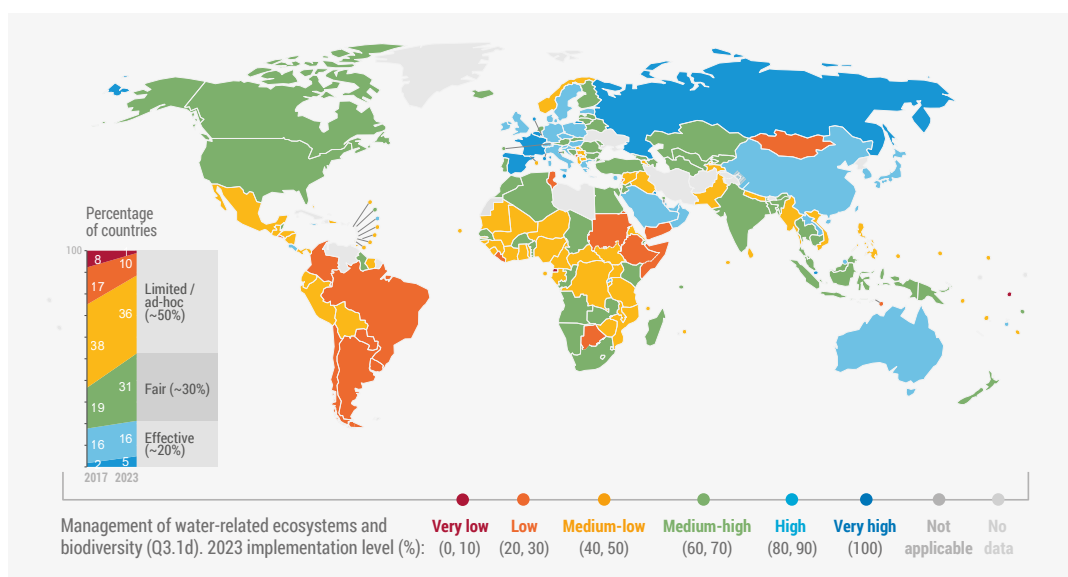 Percentage
of countries
100
8
1
10
17
Limited /
ad-hoc
(~50%)
36
38
31
Fair (~30%)
19
16
16
Effective
(~20%)
2
5
2017 2023
Management of water-related ecosystems and
biodiversity (Q3.1d). 2023 implementation level (%):
Very low
(0, 10)
Low
(20, 30)
Medium-low
(40, 50)
Medium-high
(60, 70)
High
(80, 90)
Very high
(100)
Not
applicable
No
data